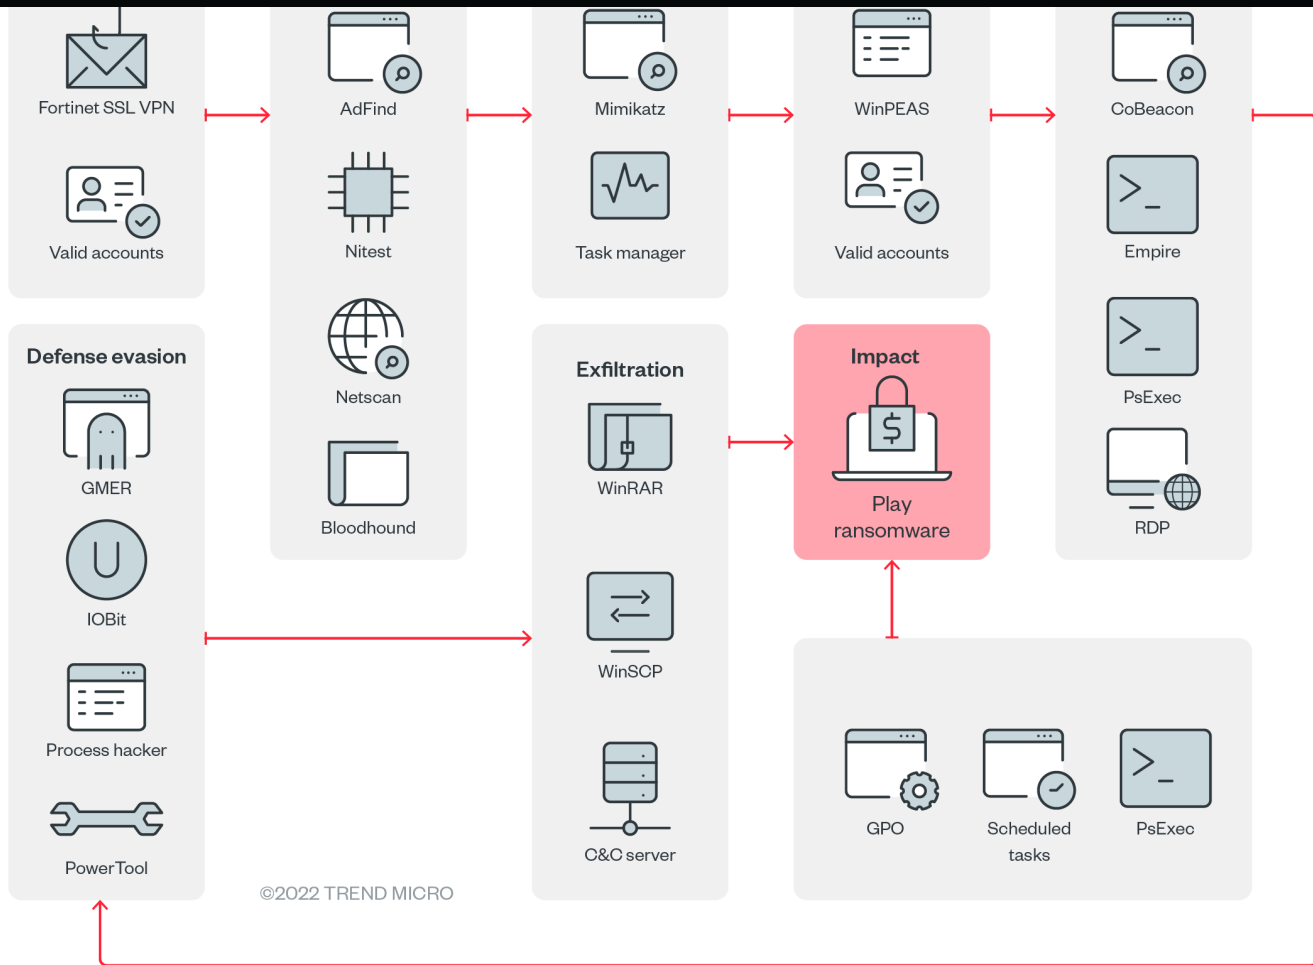 Fortinet SSL VPN
Valid accounts
AdFind
Nitest
Netscan
Bloodhound
Mimikatz
Task manager
WinPEAS
Valid accounts
CoBeacon
Empire
PsExec
RDP
Defense evasion
GMER
IOBit
Process hacker
PowerTool
Exfiltration
WinRAR
WinSCP
C&C server
Impact
Play
ransomware
GPO
Scheduled
tasks
PsExec
©2022 TREND MICRO